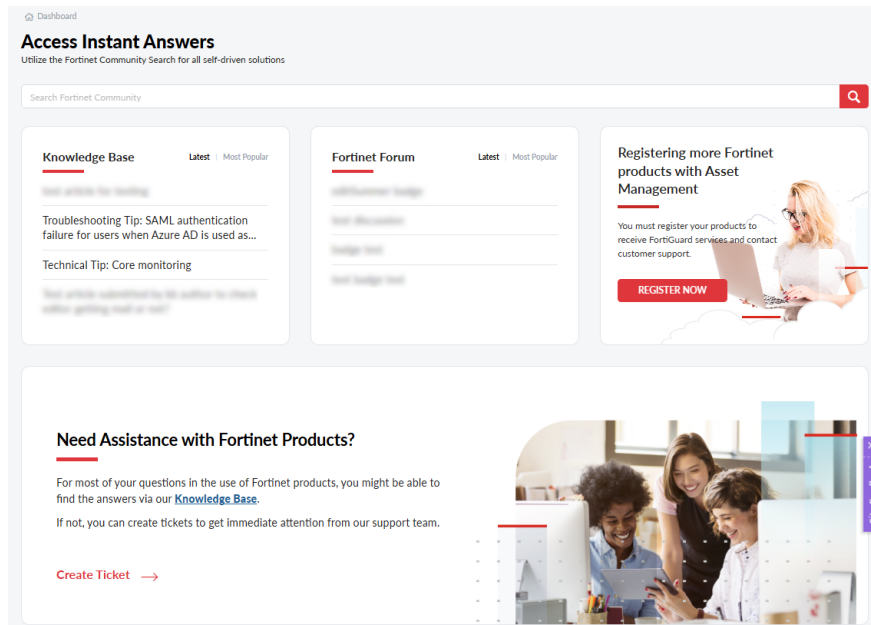 Dashboard
Access Instant Answers
Utilize the Fortinet Community Search for all self-driven solutions
Search Fortinet Community
Knowledge Base
Latest | Most Popular
Troubleshooting Tip: SAML authentication
failure for users when Azure AD is used as...
Technical Tip: Core monitoring
Fortinet Forum
Latest | Most Popular
Registering more Fortinet
products with Asset
Management
You must register your products to
receive FortiGuard services and contact
customer support.
REGISTER NOW
Need Assistance with Fortinet Products?
For most of your questions in the use of Fortinet products, you might be able to
find the answers via our Knowledge Base.
If not, you can create tickets to get immediate attention from our support team.
Create Ticket